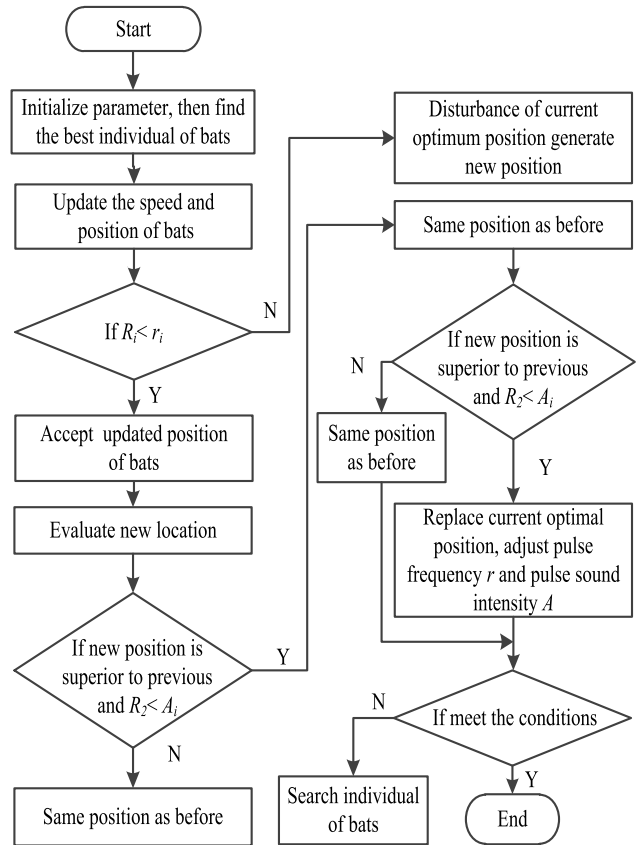 Start
Initialize parameter, then find
the best individual of bats
Update the speed and
position of bats
If Ri< ri
N
Y
Accept updated position
of bats
Evaluate new location
If new position is
superior to previous
and R2< Ai
Y
N
Same position as before
Disturbance of current
optimum position generate
new position
Same position as before
If new position is
superior to previous
and R2< Ai
N
Same position
as before
Y
Replace current optimal
position, adjust pulse
frequency r and pulse sound
intensity A
If meet the conditions
N
Search individual
of bats
Y
End